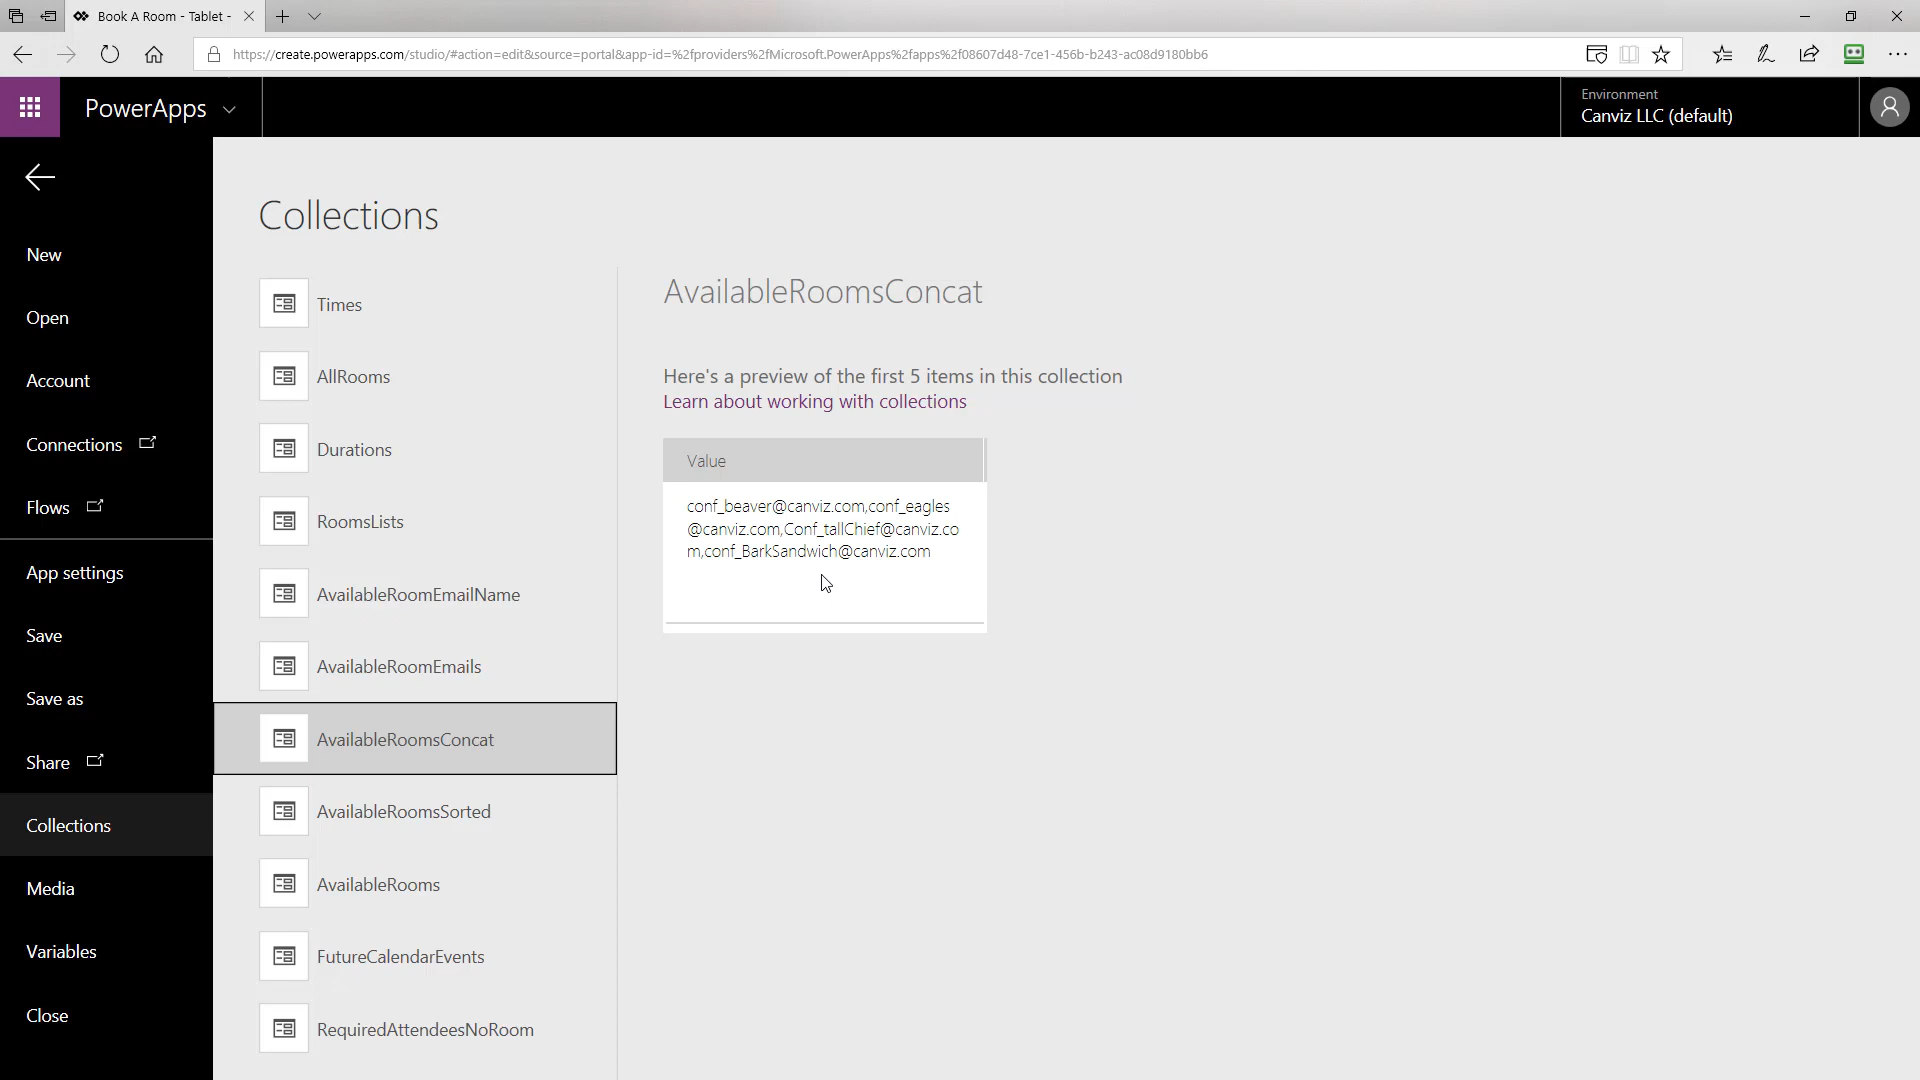 Book A Room - Tablet -
https://create.powerapps.com/studio/#action=edit&source=portal&app-id=%2fproviders%2fMicrosoft.PowerApps%2fapps%2f08607d48-7ce1-456b-b243-ac08d9180bb6
PowerApps
Environment
Canviz LLC (default)
New
Open
Account
Connections
Flows
App settings
Save
Save as
Share
Collections
Media
Variables
Close
Collections
Times
AllRooms
Durations
RoomsLists
AvailableRoomEmailName
AvailableRoomEmails
AvailableRoomsConcat
AvailableRoomsSorted
AvailableRooms
FutureCalendarEvents
RequiredAttendeesNoRoom
AvailableRoomsConcat
Here's a preview of the first 5 items in this collection
Learn about working with collections
Value
conf_beaver@canviz.com,conf_eagles
@canviz.com,Conf_tallChief@canviz.co
m,conf_BarkSandwich@canviz.com